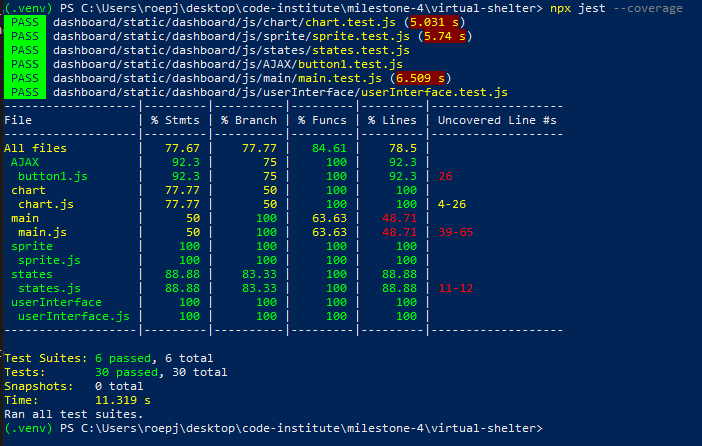 (.venv) PS C:\Users\roepj\desktop\code-institute\milestone-4\virtual-shelter> npx jest --coverage
PASS dashboard/static/dashboard/js/chart/chart.test.js (5.031 s)
PASS dashboard/static/dashboard/js/sprite/sprite.test.js (5.74 s)
PASS dashboard/static/dashboard/js/states/states.test.js
PASS dashboard/static/dashboard/js/AJAX/button1.test.js
PASS dashboard/static/dashboard/js/main/main.test.js (6.509 s)
PASS dashboard/static/dashboard/js/userInterface/userInterface.test.js
-------------------|---------|----------|---------|---------|-------------------
File               | % Stmts | % Branch | % Funcs | % Lines | Uncovered Line #s
-------------------|---------|----------|---------|---------|-------------------
All files          |   77.67 |    77.77 |   84.61 |    78.5 |
 AJAX              |    92.3 |       75 |     100 |    92.3 |
  button1.js       |    92.3 |       75 |     100 |    92.3 | 26
 chart             |   77.77 |       50 |     100 |     100 |
  chart.js         |   77.77 |       50 |     100 |     100 | 4-26
 main              |      50 |      100 |   63.63 |   48.71 |
  main.js          |      50 |      100 |   63.63 |   48.71 | 39-65
 sprite            |     100 |      100 |     100 |     100 |
  sprite.js        |     100 |      100 |     100 |     100 |
 states            |   88.88 |    83.33 |     100 |   88.88 |
  states.js        |   88.88 |    83.33 |     100 |   88.88 | 11-12
 userInterface     |     100 |      100 |     100 |     100 |
  userInterface.js |     100 |      100 |     100 |     100 |
-------------------|---------|----------|---------|---------|-------------------
Test Suites: 6 passed, 6 total
Tests:       30 passed, 30 total
Snapshots:   0 total
Time:        11.319 s
Ran all test suites.
(.venv) PS C:\Users\roepj\desktop\code-institute\milestone-4\virtual-shelter>